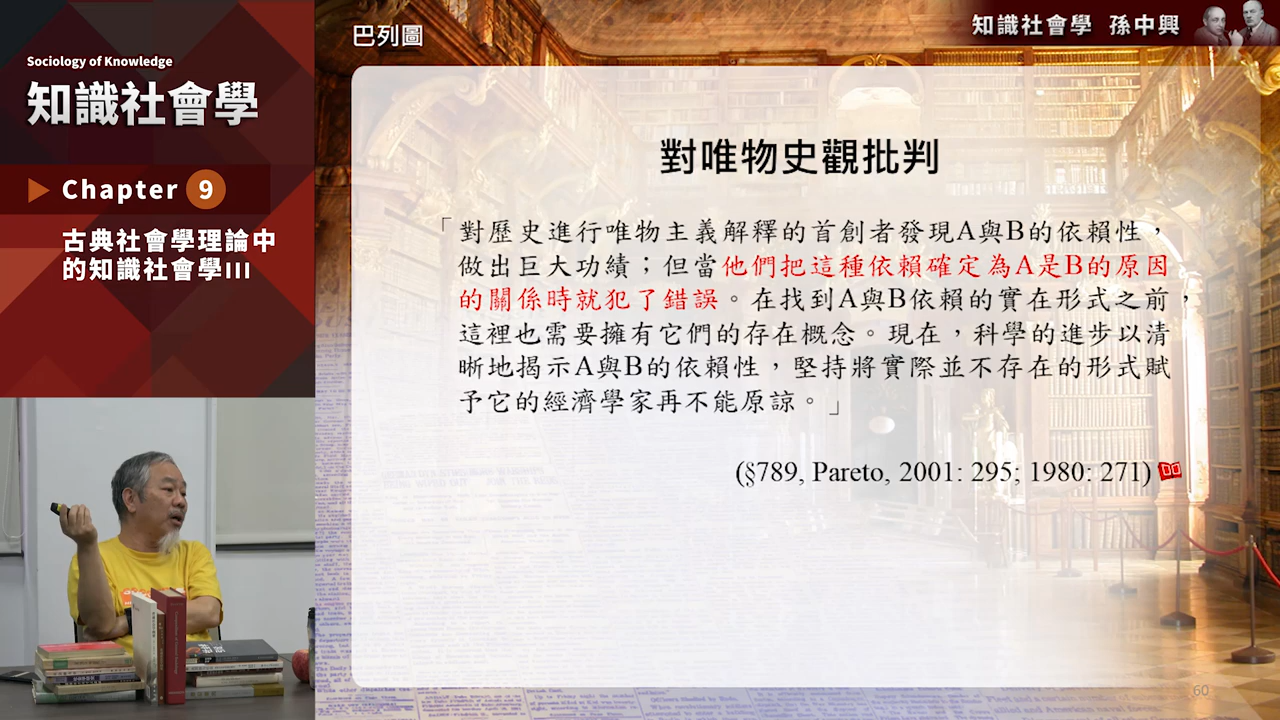 Sociology of Knowledge
知識社會學
Chapter 9
古典社會學理論中
的知識社會學III
巴列圖
知識社會學 孫中興
對唯物史觀批判
「對歷史進行唯物主義解釋的首創者發現A與B的依賴性，
做出巨大功績；但當他們把這種依賴確定為A是B的原因
的關係時就犯了錯誤。在找到A與B依賴的實在形式之前，
這裡也需要擁有它們的存在概念。現在，科學的進步以清
晰地揭示A與B的依賴性，堅持將實際並不存在的形式賦
予它的經濟學家再不能原諒。」
(§789, Pareto, 2001: 295; 1980: 271)
60